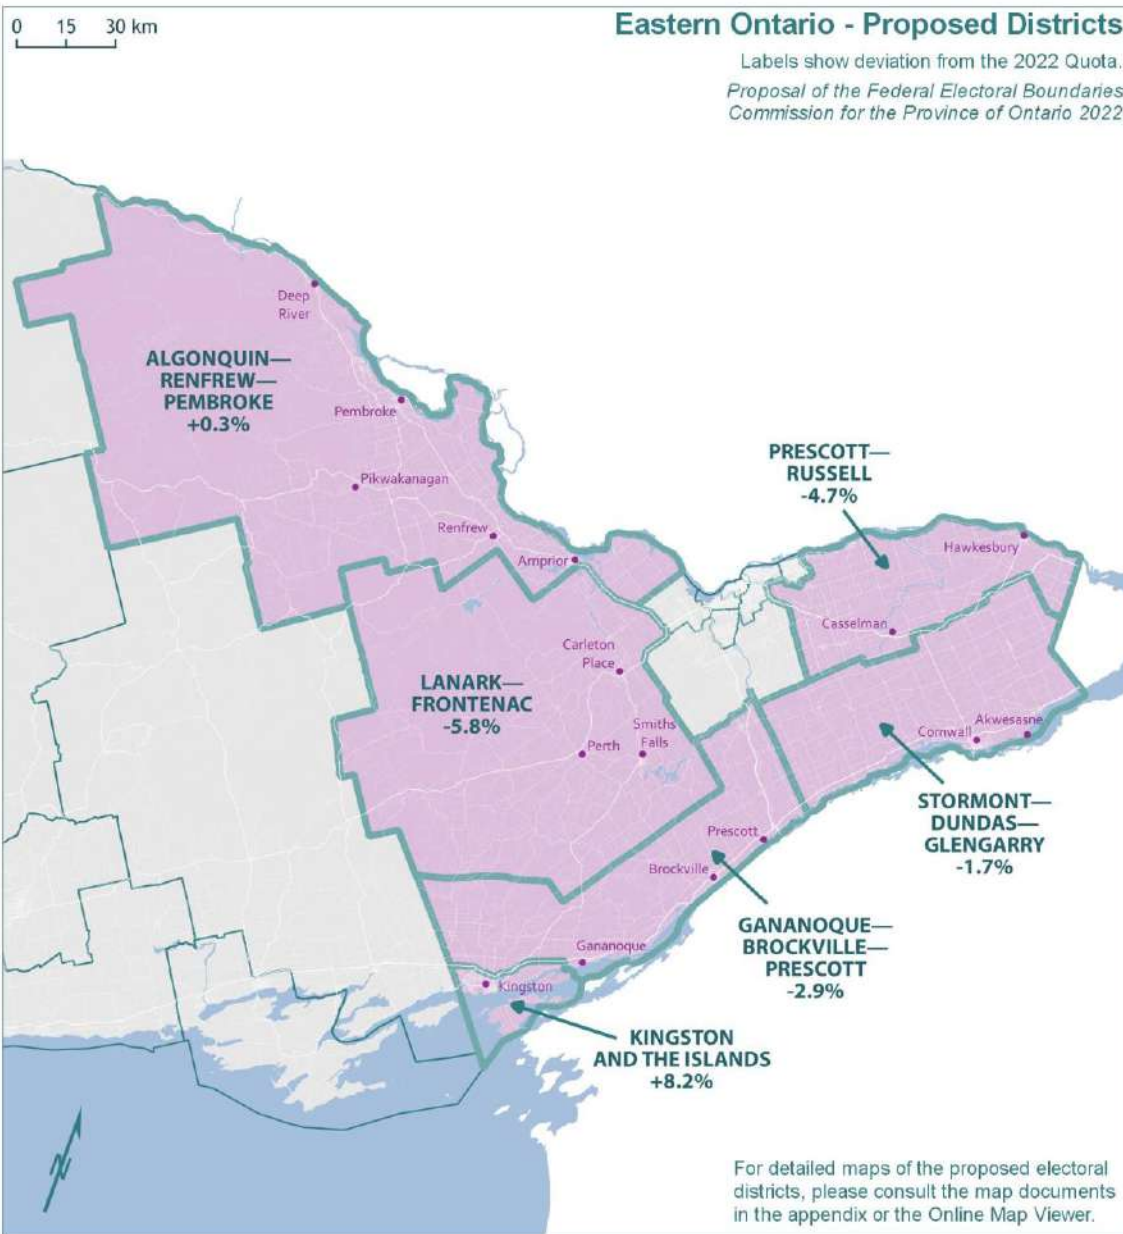 0 15 30 km
Eastern Ontario - Proposed Districts
Labels show deviation from the 2022 Quota.
Proposal of the Federal Electoral Boundaries
Commission for the Province of Ontario 2022
Deep
River
ALGONQUIN—
RENFREW—
PEMBROKE
+0.3%
Pembroke
Pikwakanagan
Renfrew
Arnprior
PRESCOTT—
RUSSELL
-4.7%
Hawkesbury
Casselman
Carleton
Place
LANARK—
FRONTENAC
-5.8%
Smiths
Falls
Perth
Akwesasne
Cornwall
STORMONT—
DUNDAS—
GLENGARRY
-1.7%
Prescott
Brockville
GANANOQUE—
BROCKVILLE—
PRESCOTT
-2.9%
Gananoque
Kingston
KINGSTON
AND THE ISLANDS
+8.2%
N
For detailed maps of the proposed electoral
districts, please consult the map documents
in the appendix or the Online Map Viewer.